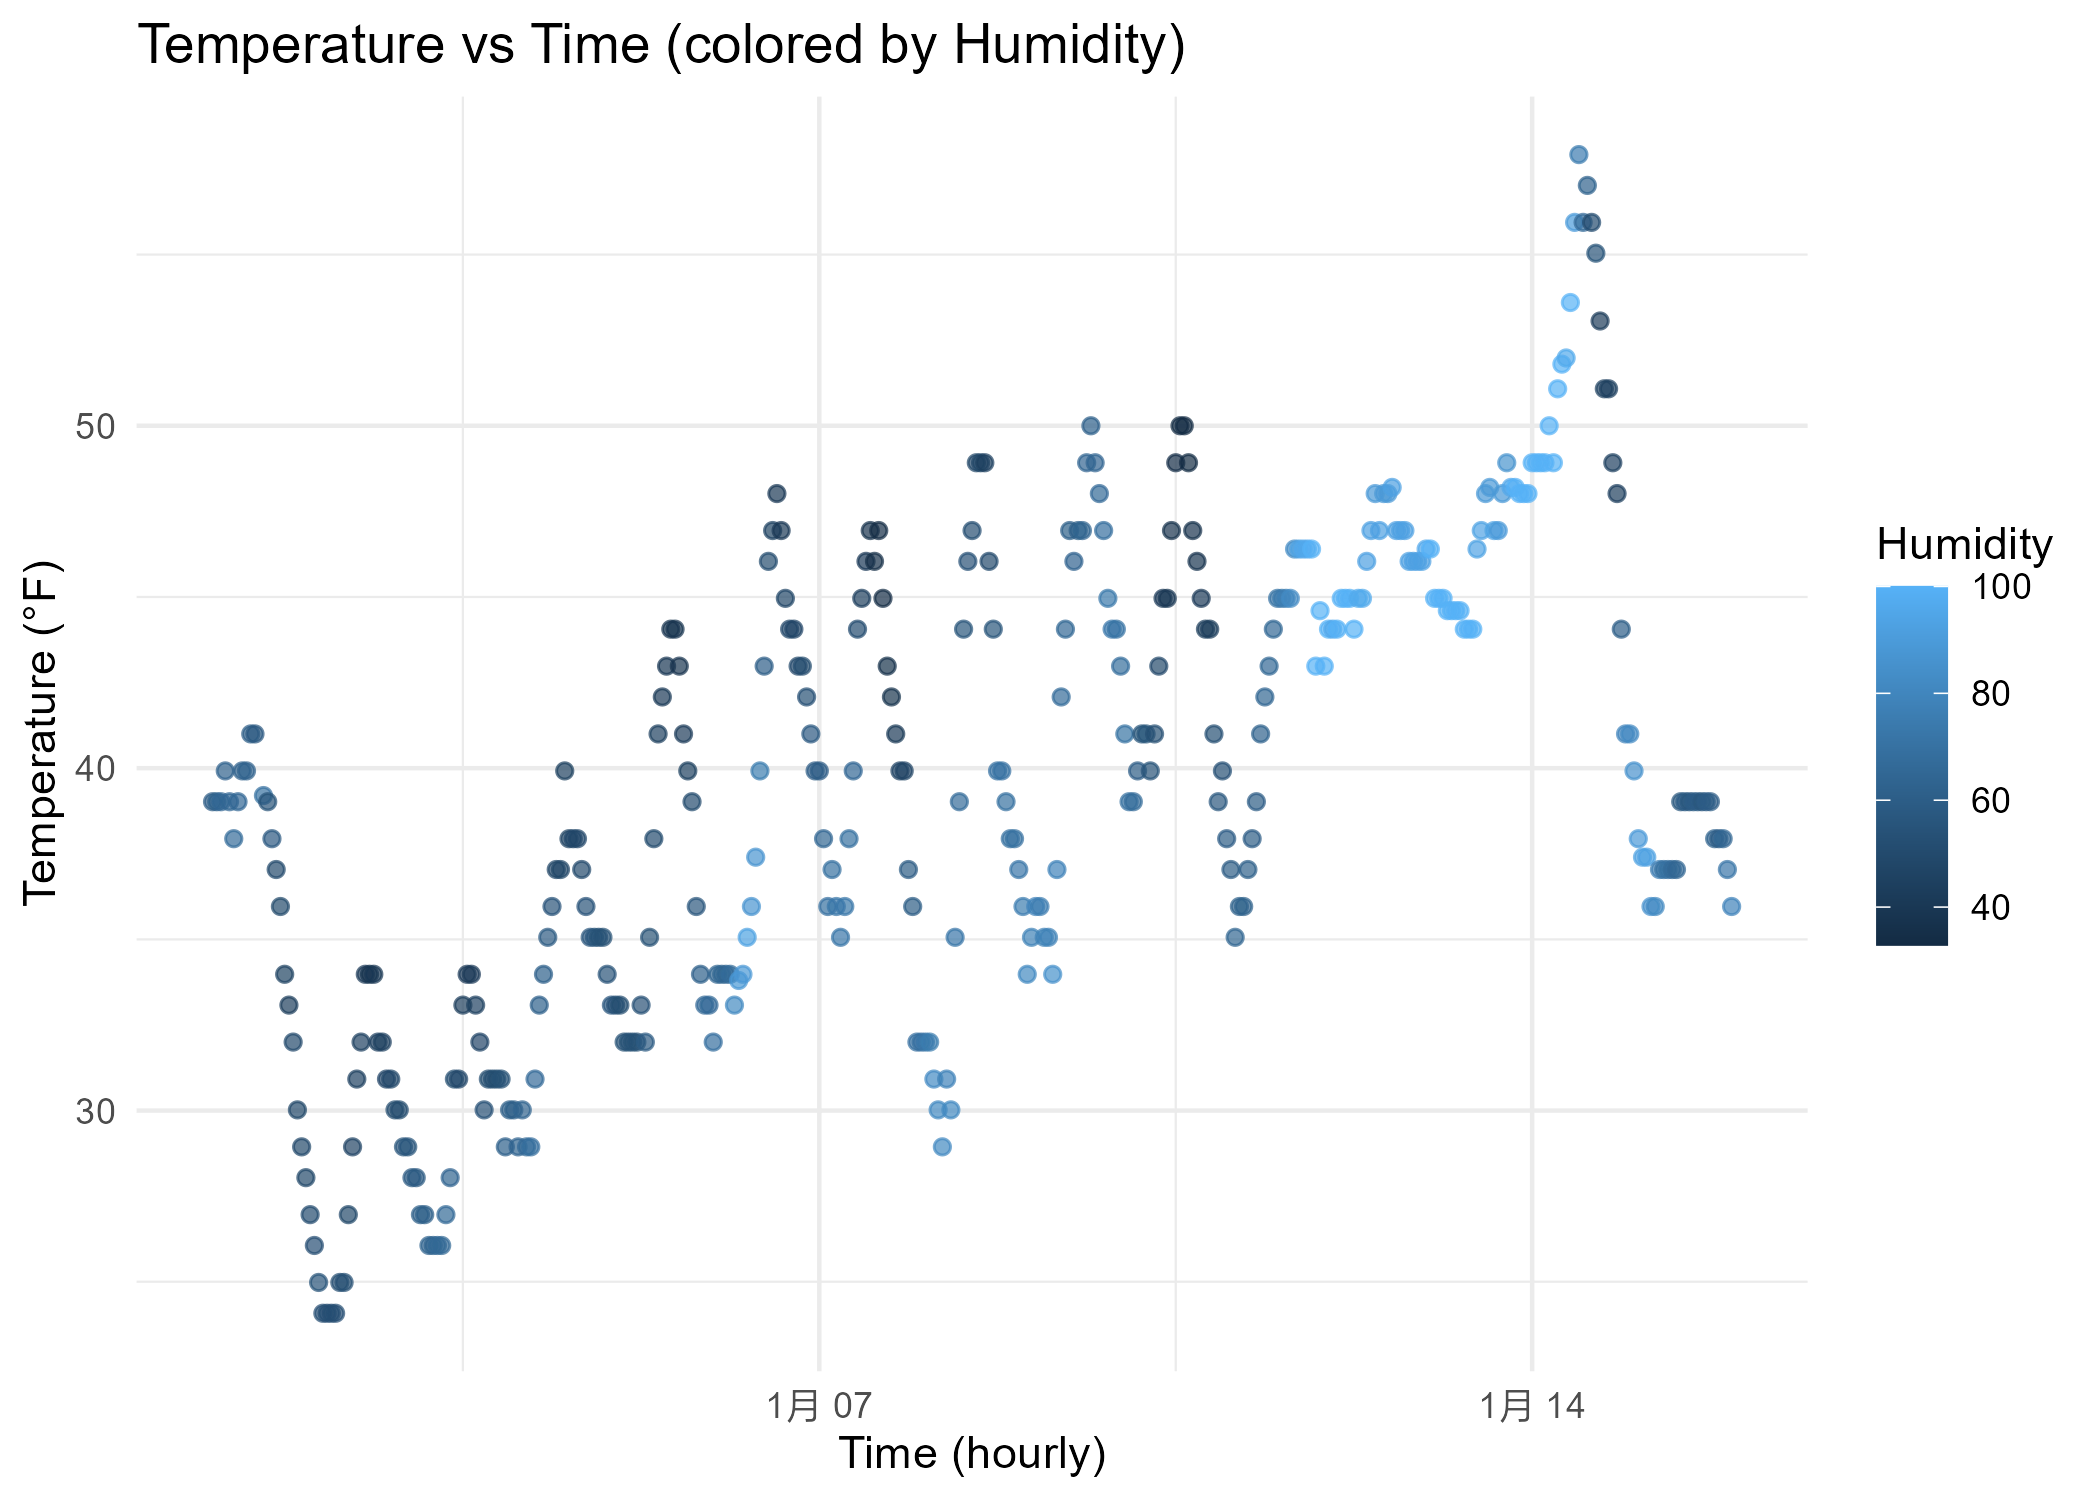 Temperature vs Time (colored by Humidity)
Temperature (°F)
50
40
30
1月 07
1月 14
Time (hourly)
Humidity
100
80
60
40